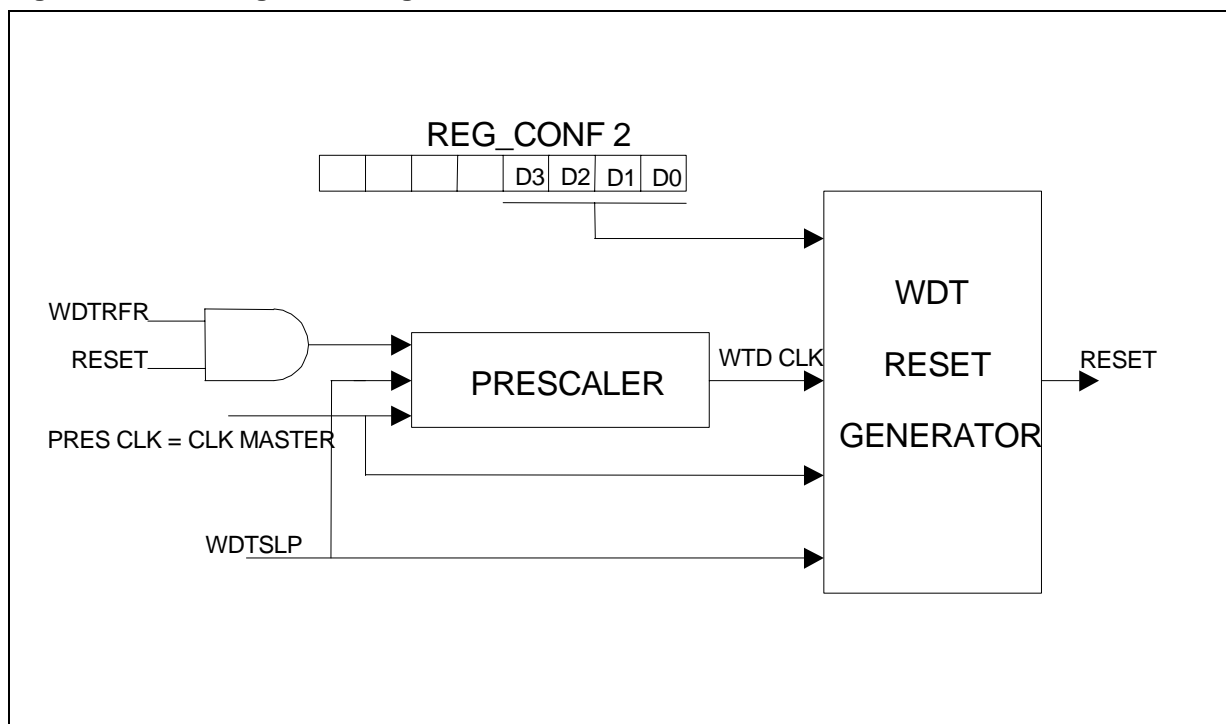 REG_CONF 2
D3 D2 D1 D0
WDTRFR
RESET
PRES CLK = CLK MASTER
WDTSLP
PRESCALER
WTD CLK
WDT
RESET
GENERATOR
RESET